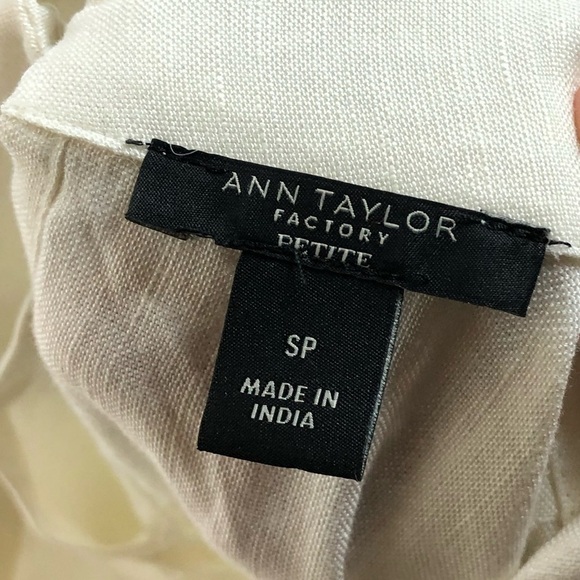 ANN TAYLOR
FACTORY
PETITE
SP
MADE IN
INDIA